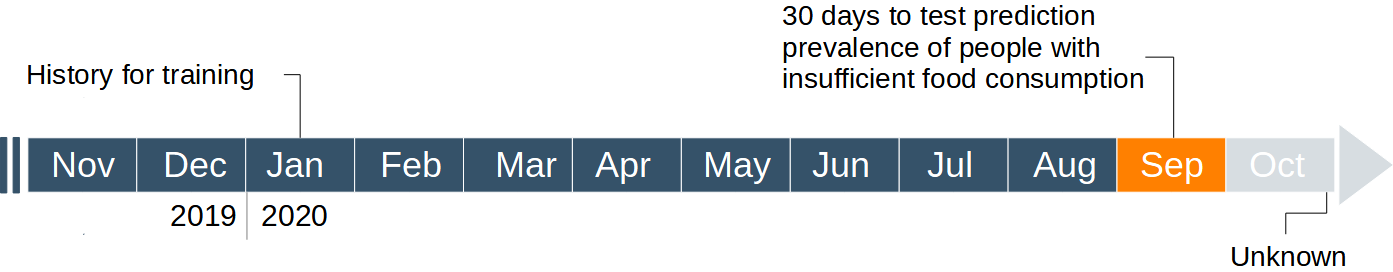 30 days to test prediction
prevalence of people with
insufficient food consumption
History for training
Nov Dec Jan Feb Mar Apr May Jun Jul Aug Sep Oct
2019 2020
Unknown